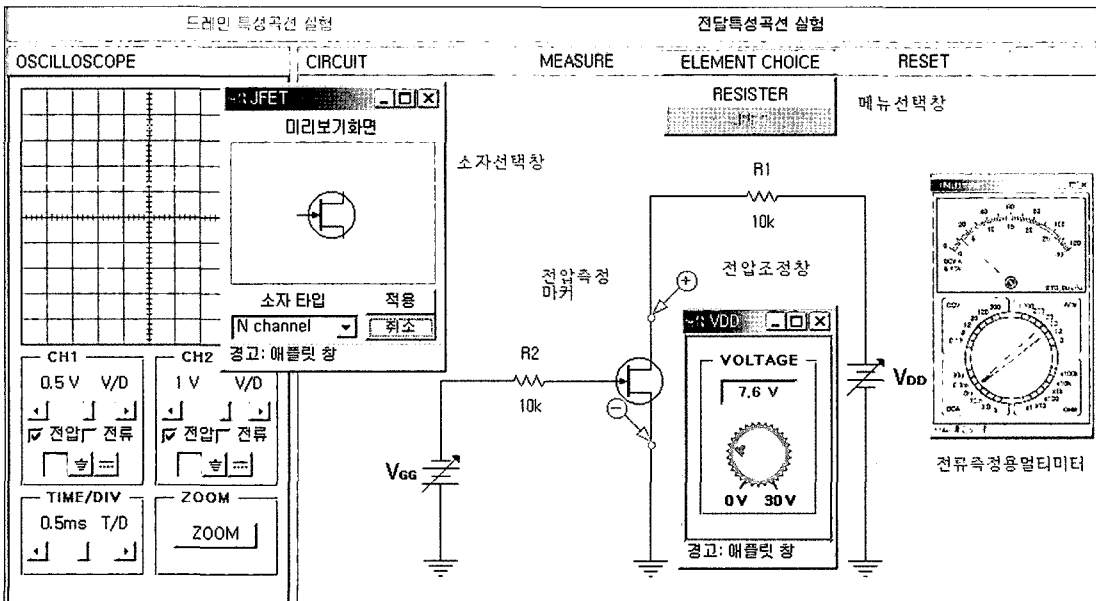 드레인 특성곡선 실험
전달특성곡선 실험
OSCILLOSCOPE
CIRCUIT
MEASURE
ELEMENT CHOICE
RESET
JFET
미리보기화면
소자 타입
적용
N channel
취소
경고: 애플릿 창
소자선택창
RESISTER
메뉴선택창
R1
10k
전압측정
마커
전압조정창
VDD
VOLTAGE
7.6 V
0 V 30 V
경고: 애플릿 창
R2
10k
VGG
VDD
전류측정용멀티미터
CH1
0.5 V V/D
전압 전류
CH2
1 V V/D
전압 전류
TIME/DIV
0.5ms T/D
ZOOM
ZOOM